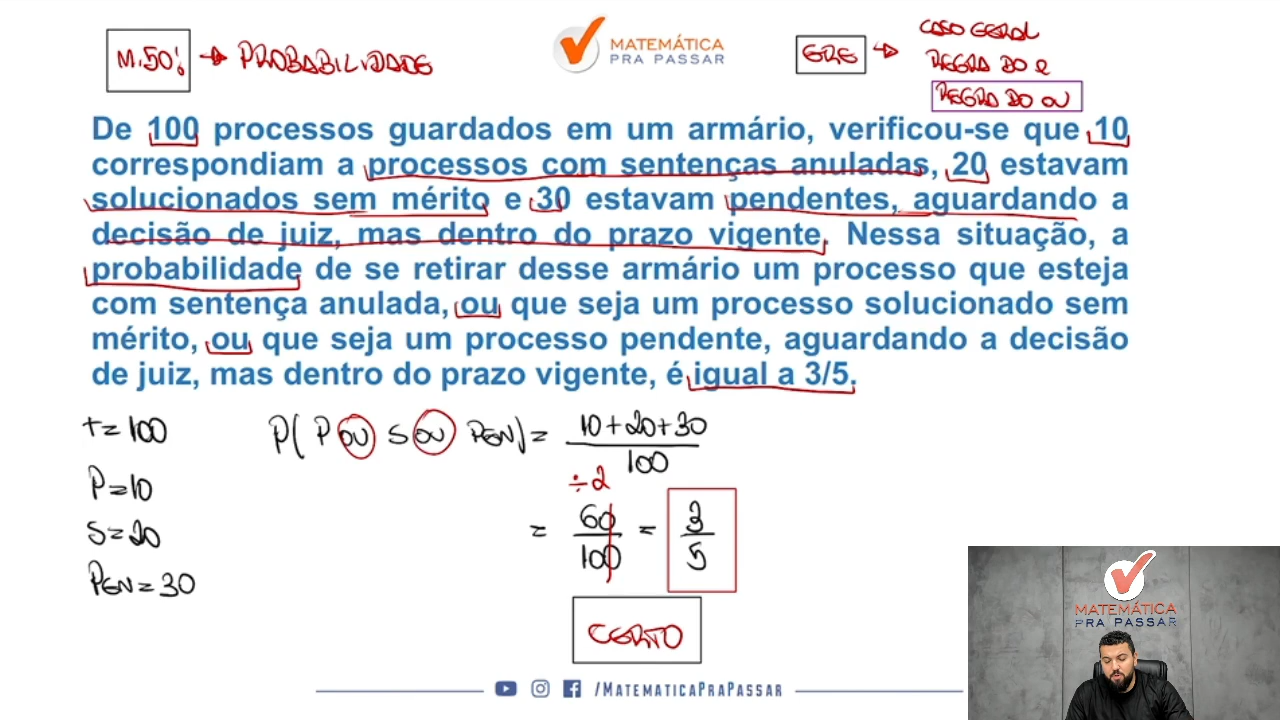 M.50% → PROBABILIDADE
MATEMÁTICA
PRA PASSAR
CASO GERAL
REGRA DO E
REGRA DO OU
De 100 processos guardados em um armário, verificou-se que 10
correspondiam a processos com sentenças anuladas, 20 estavam
solucionados sem mérito e 30 estavam pendentes, aguardando a
decisão de juiz, mas dentro do prazo vigente. Nessa situação, a
probabilidade de se retirar desse armário um processo que esteja
com sentença anulada, ou que seja um processo solucionado sem
mérito, ou que seja um processo pendente, aguardando a decisão
de juiz, mas dentro do prazo vigente, é igual a 3/5.
T=100
P=10
S=20
PEN=30
P( P OU S OU PEN) = 10+20+30
100
÷2
= 60 = 3
100 5
CERTO
MATEMÁTICA
PRA PASSAR
/MATEMATICAPRAPASSAR